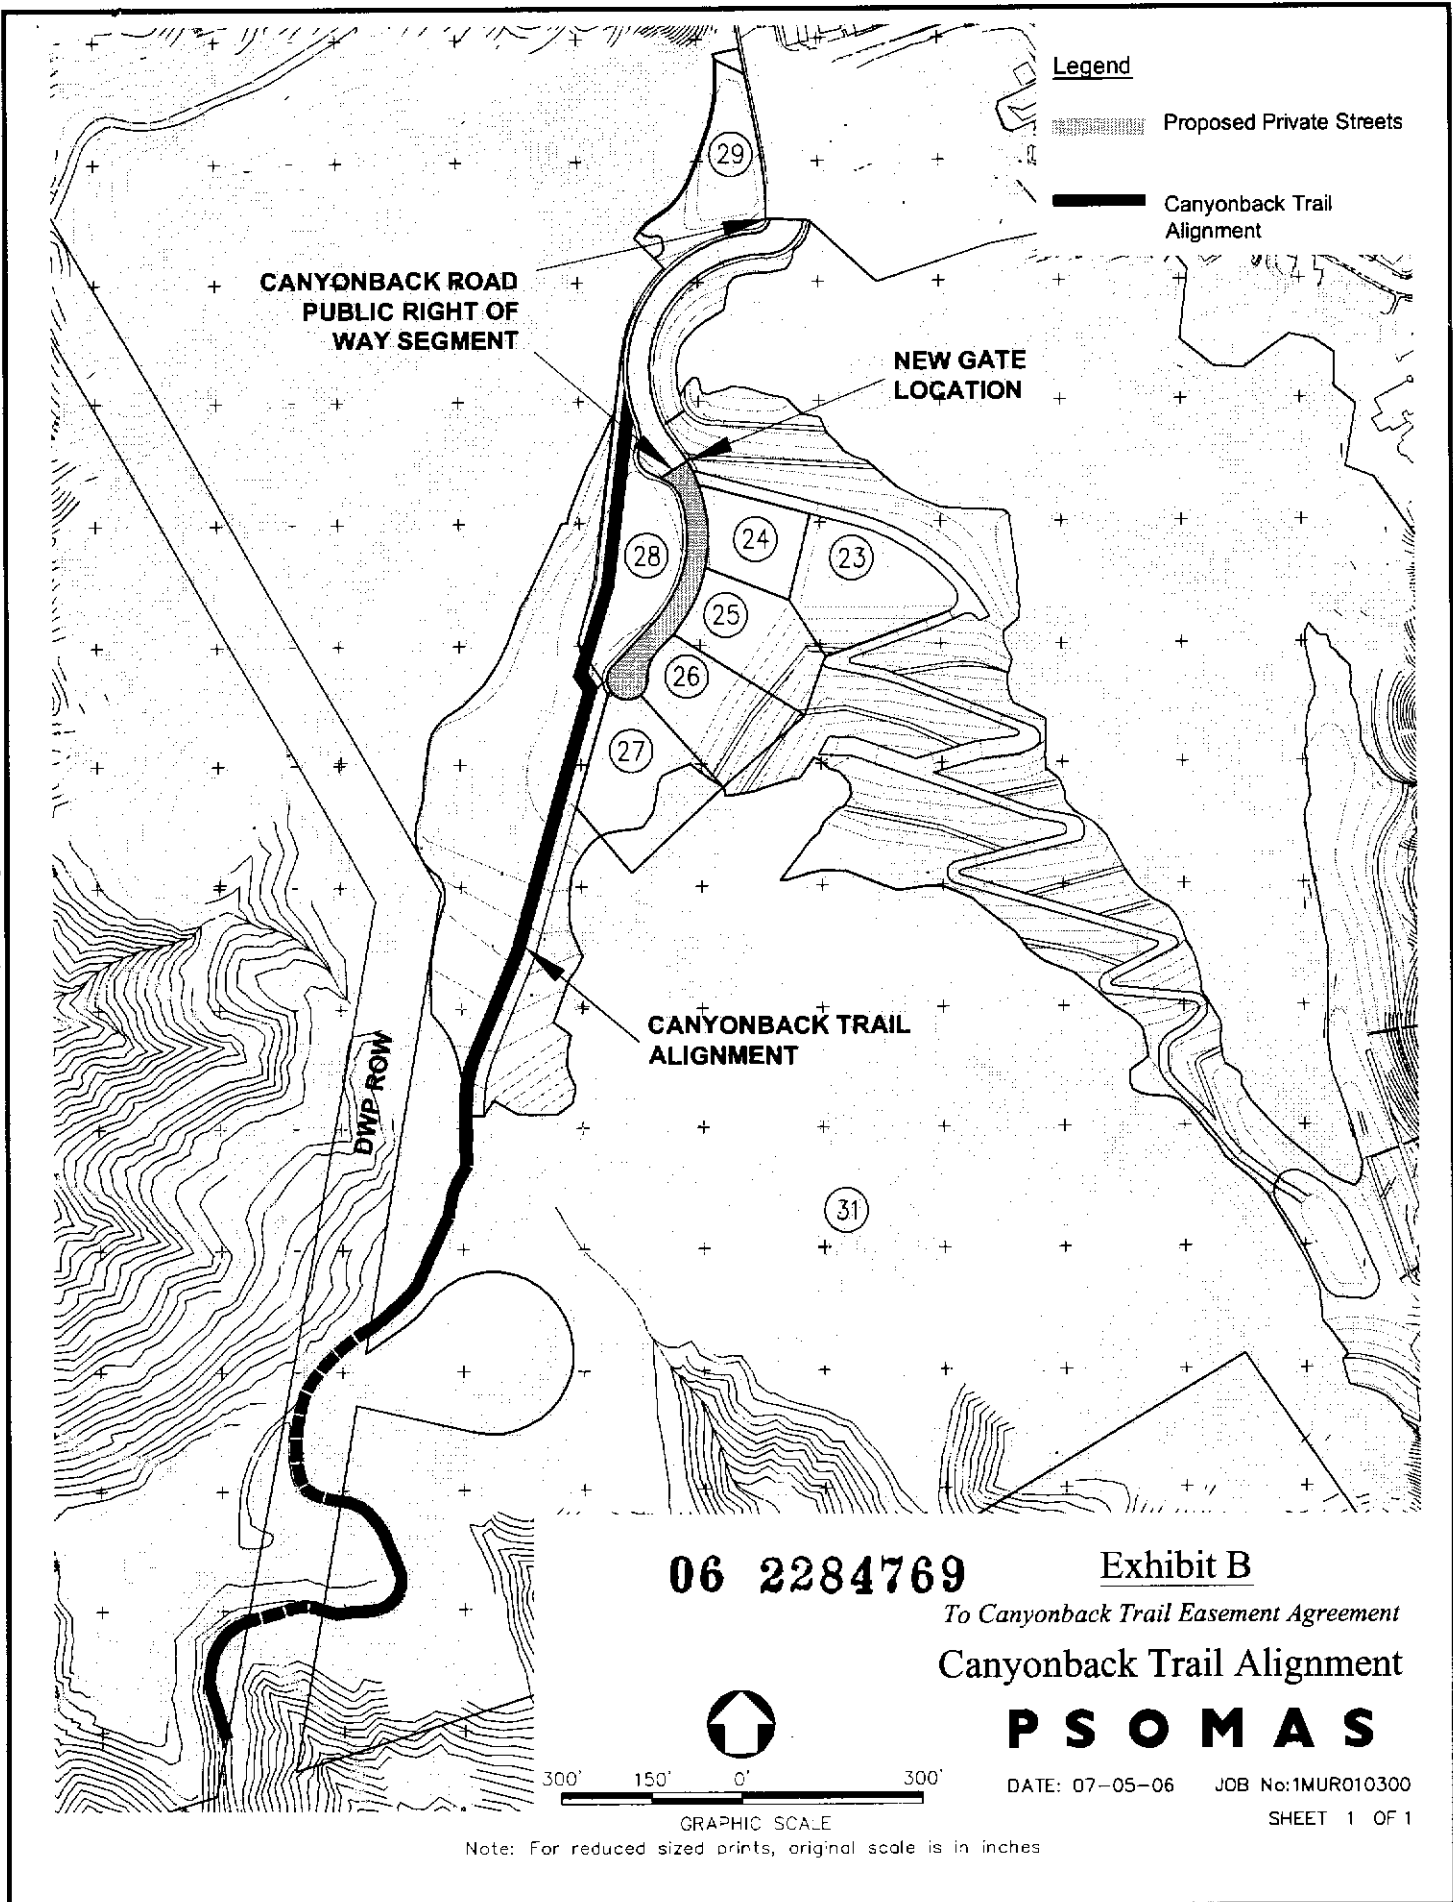 Legend
Proposed Private Streets
Canyonback Trail
Alignment
29
CANYONBACK ROAD
PUBLIC RIGHT OF
WAY SEGMENT
NEW GATE
LOCATION
28
24
23
25
26
27
CANYONBACK TRAIL
ALIGNMENT
DWP ROW
31
06 2284769
Exhibit B
To Canyonback Trail Easement Agreement
Canyonback Trail Alignment
PSOMAS
300' 150' 0' 300'
GRAPHIC SCALE
DATE: 07-05-06 JOB No:1MUR010300
SHEET 1 OF 1
Note: For reduced sized prints, original scale is in inches